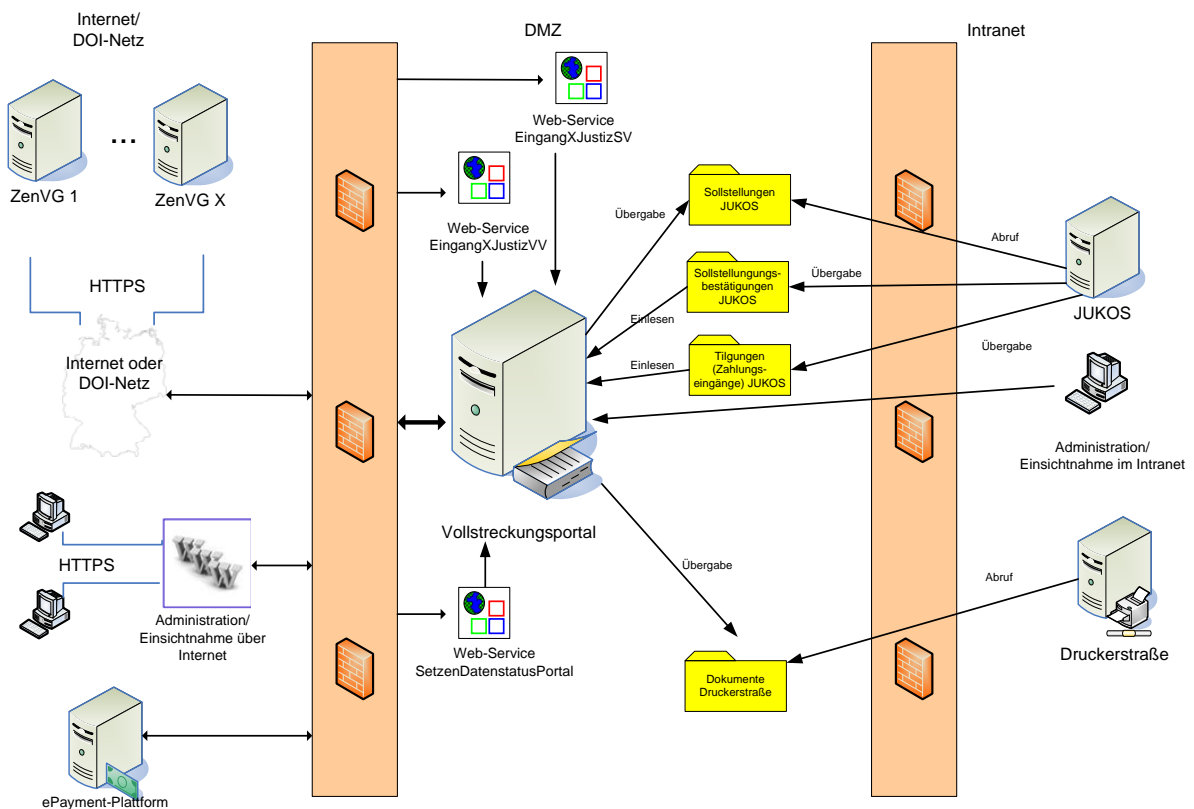 Internet/
DOI-Netz
DMZ
Intranet
...
ZenVG 1
ZenVG X
Web-Service
EingangXJustizSV
Web-Service
EingangXJustizVV
Sollstellungen
JUKOS
Übergabe
Abruf
Sollstellungungs-
bestätigungen
JUKOS
Übergabe
JUKOS
Einlesen
Tilgungen
(Zahlungs-
eingänge) JUKOS
Einlesen
Übergabe
HTTPS
Internet oder
DOI-Netz
Administration/
Einsichtnahme im Intranet
HTTPS
WWW
Administration/
Einsichtnahme über
Internet
Vollstreckungsportal
Übergabe
Abruf
Web-Service
SetzenDatenstatusPortal
Dokumente
Druckerstraße
Druckerstraße
ePayment-Plattform